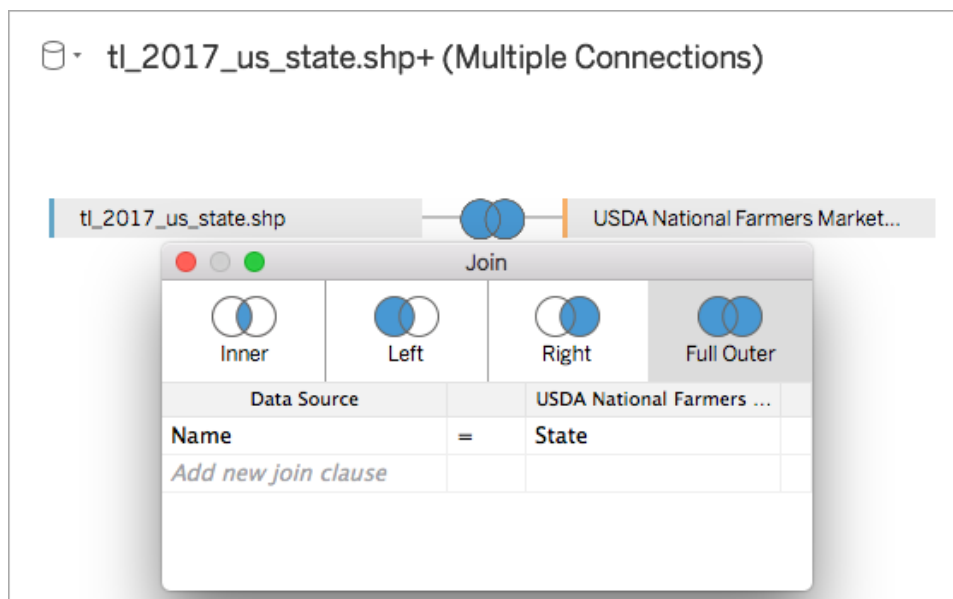 tl_2017_us_state.shp+ (Multiple Connections)
tl_2017_us_state.shp USDA National Farmers Market...
Join
Inner Left Right Full Outer
Data Source USDA National Farmers ...
Name = State
Add new join clause